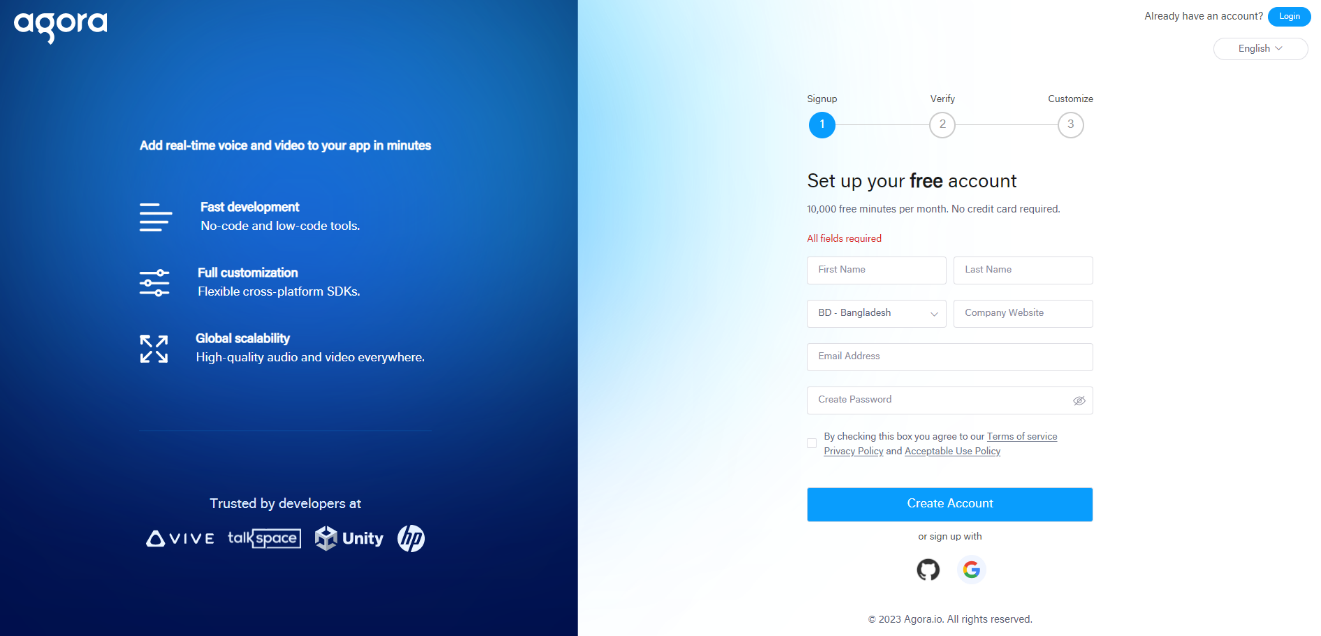 agora
Add real-time voice and video to your app in minutes
Fast development
No-code and low-code tools.
Full customization
Flexible cross-platform SDKs.
Global scalability
High-quality audio and video everywhere.
Trusted by developers at
VIVE talkspace Unity hp
Already have an account? Login
English
Signup Verify Customize
1 2 3
Set up your free account
10,000 free minutes per month. No credit card required.
All fields required
First Name Last Name
BD - Bangladesh Company Website
Email Address
Create Password
By checking this box you agree to our Terms of service
Privacy Policy and Acceptable Use Policy
Create Account
or sign up with
© 2023 Agora.io. All rights reserved.